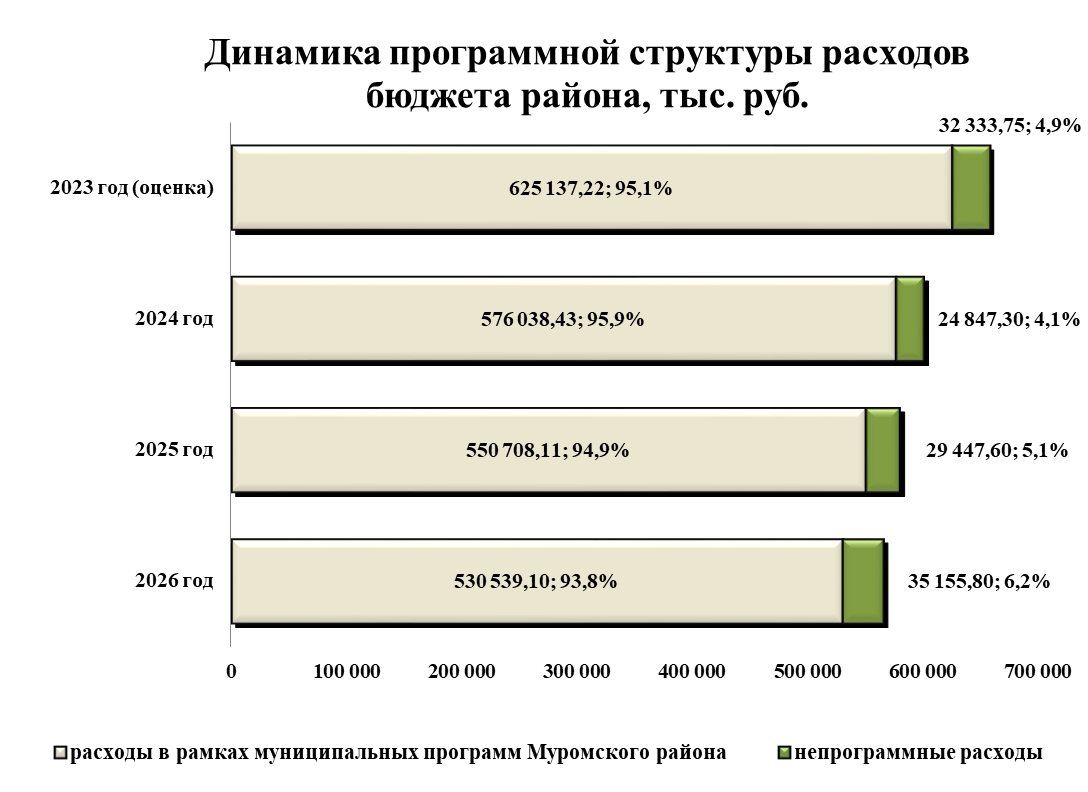 Динамика программной структуры расходов
бюджета района, тыс. руб.
32 333,75; 4,9%
2023 год (оценка)
625 137,22; 95,1%
2024 год
576 038,43; 95,9%
24 847,30; 4,1%
2025 год
550 708,11; 94,9%
29 447,60; 5,1%
2026 год
530 539,10; 93,8%
35 155,80; 6,2%
0 100 000 200 000 300 000 400 000 500 000 600 000 700 000
расходы в рамках муниципальных программ Муромского района
непрограммные расходы